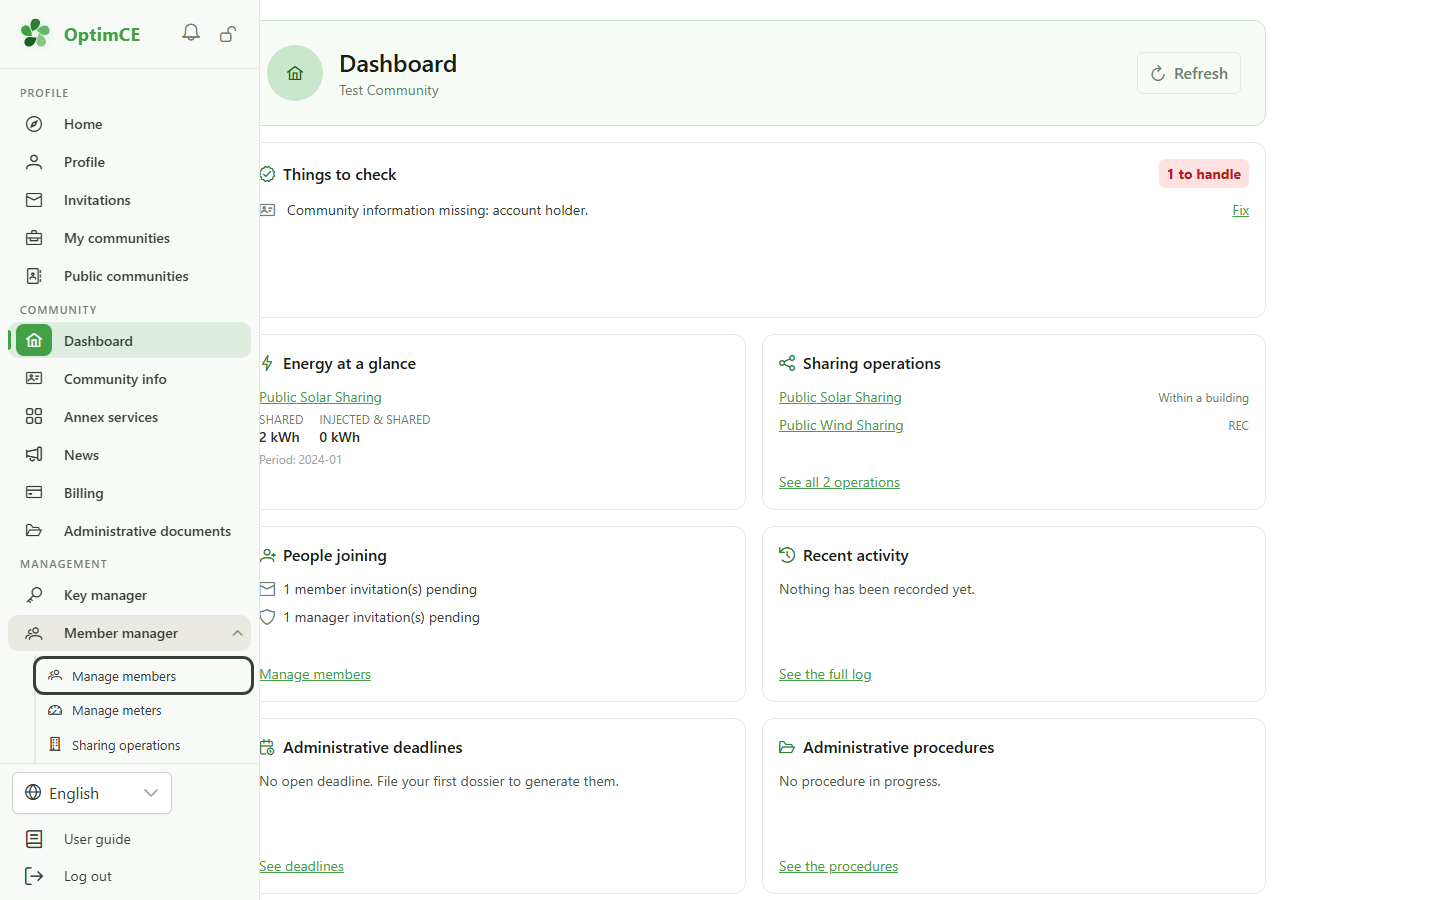 OptimCE
PROFILE
Home
Profile
Invitations
My communities
Public communities
COMMUNITY
Dashboard
Community info
Annex services
News
Billing
Administrative documents
MANAGEMENT
Key manager
Member manager
Manage members
Manage meters
Sharing operations
English
User guide
Log out
Dashboard
Test Community
Refresh
Things to check
1 to handle
Community information missing: account holder.
Fix
Energy at a glance
Public Solar Sharing
SHARED INJECTED & SHARED
2 kWh 0 kWh
Period: 2024-01
Sharing operations
Public Solar Sharing Within a building
Public Wind Sharing REC
See all 2 operations
People joining
1 member invitation(s) pending
1 manager invitation(s) pending
Manage members
Recent activity
Nothing has been recorded yet.
See the full log
Administrative deadlines
No open deadline. File your first dossier to generate them.
See deadlines
Administrative procedures
No procedure in progress.
See the procedures